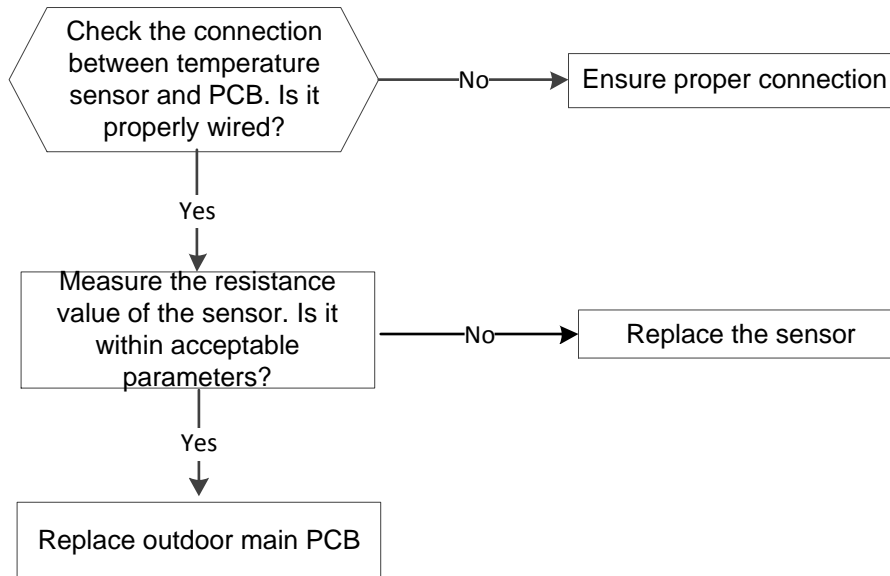 Check the connection
between temperature
sensor and PCB. Is it
properly wired?
No
Ensure proper connection
Yes
Measure the resistance
value of the sensor. Is it
within acceptable
parameters?
No
Replace the sensor
Yes
Replace outdoor main PCB